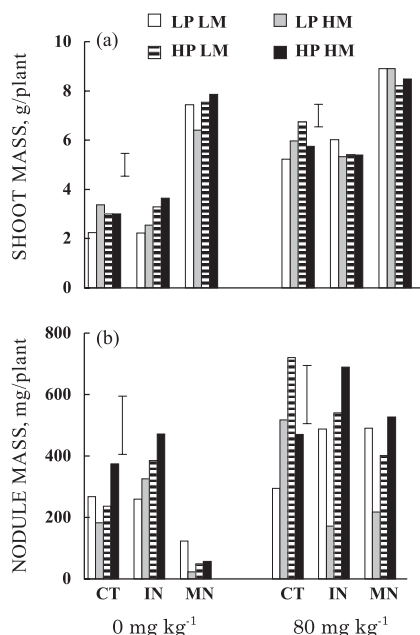 (a)
LP LM
LP HM
HP LM
HP HM
SHOOT MASS, g/plant
10
8
6
4
2
0
(b)
NODULE MASS, mg/plant
800
600
400
200
0
CT IN MN CT IN MN
0 mg kg-1 80 mg kg-1